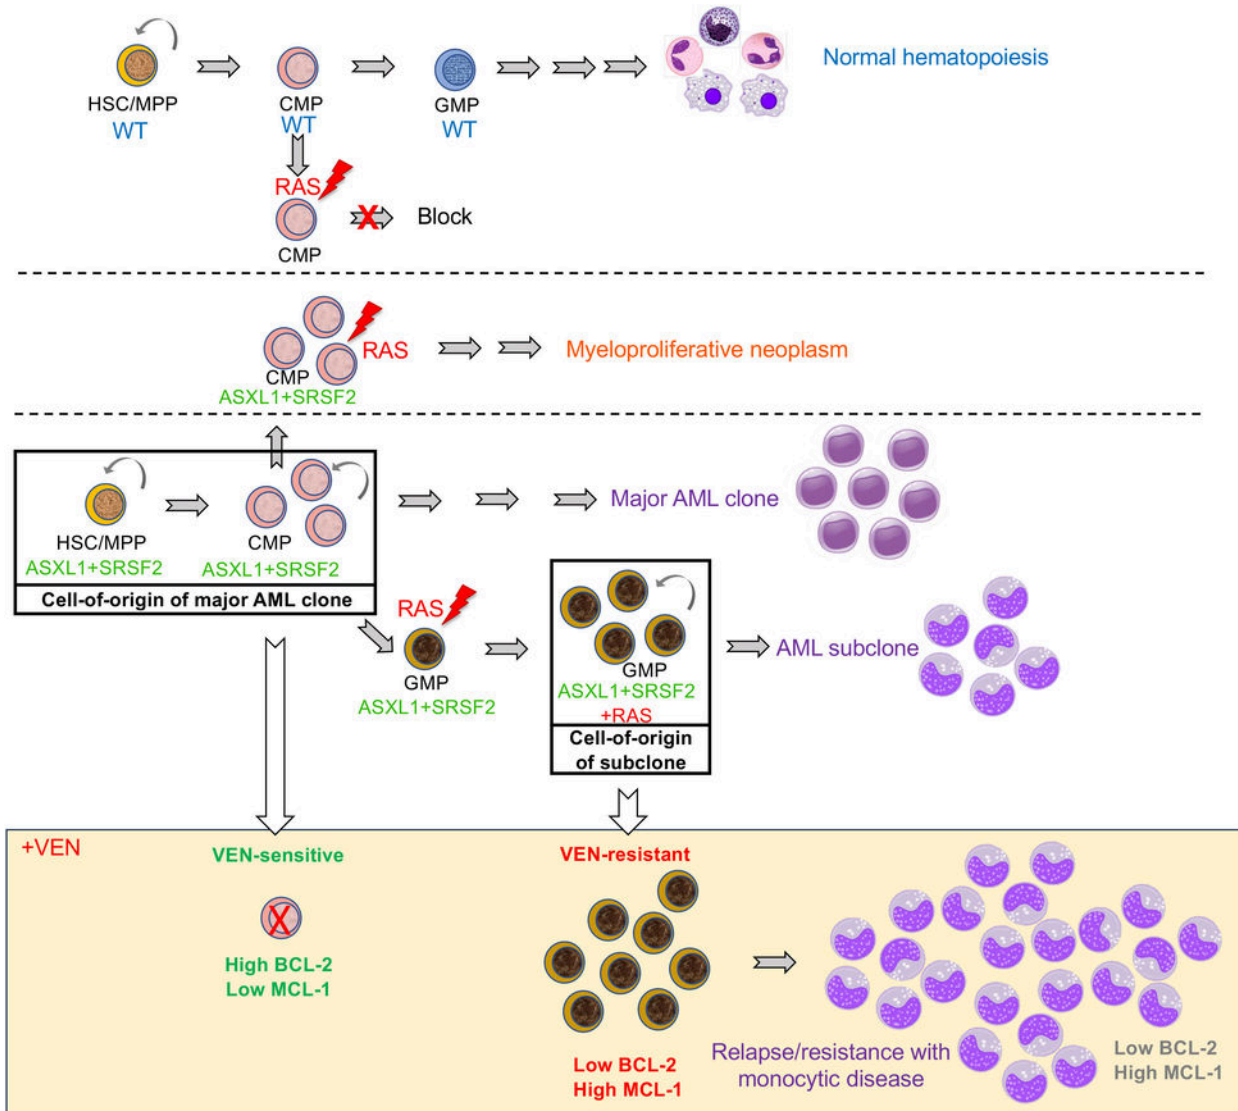 HSC/MPP
WT
CMP
WT
GMP
WT
Normal hematopoiesis
RAS
CMP
X
Block
CMP
ASXL1+SRSF2
RAS
Myeloproliferative neoplasm
HSC/MPP
ASXL1+SRSF2
CMP
ASXL1+SRSF2
Cell-of-origin of major AML clone
Major AML clone
RAS
GMP
ASXL1+SRSF2
GMP
ASXL1+SRSF2
+RAS
Cell-of-origin
of subclone
AML subclone
+VEN
VEN-sensitive
X
High BCL-2
Low MCL-1
VEN-resistant
Low BCL-2
High MCL-1
Relapse/resistance with
monocytic disease
Low BCL-2
High MCL-1